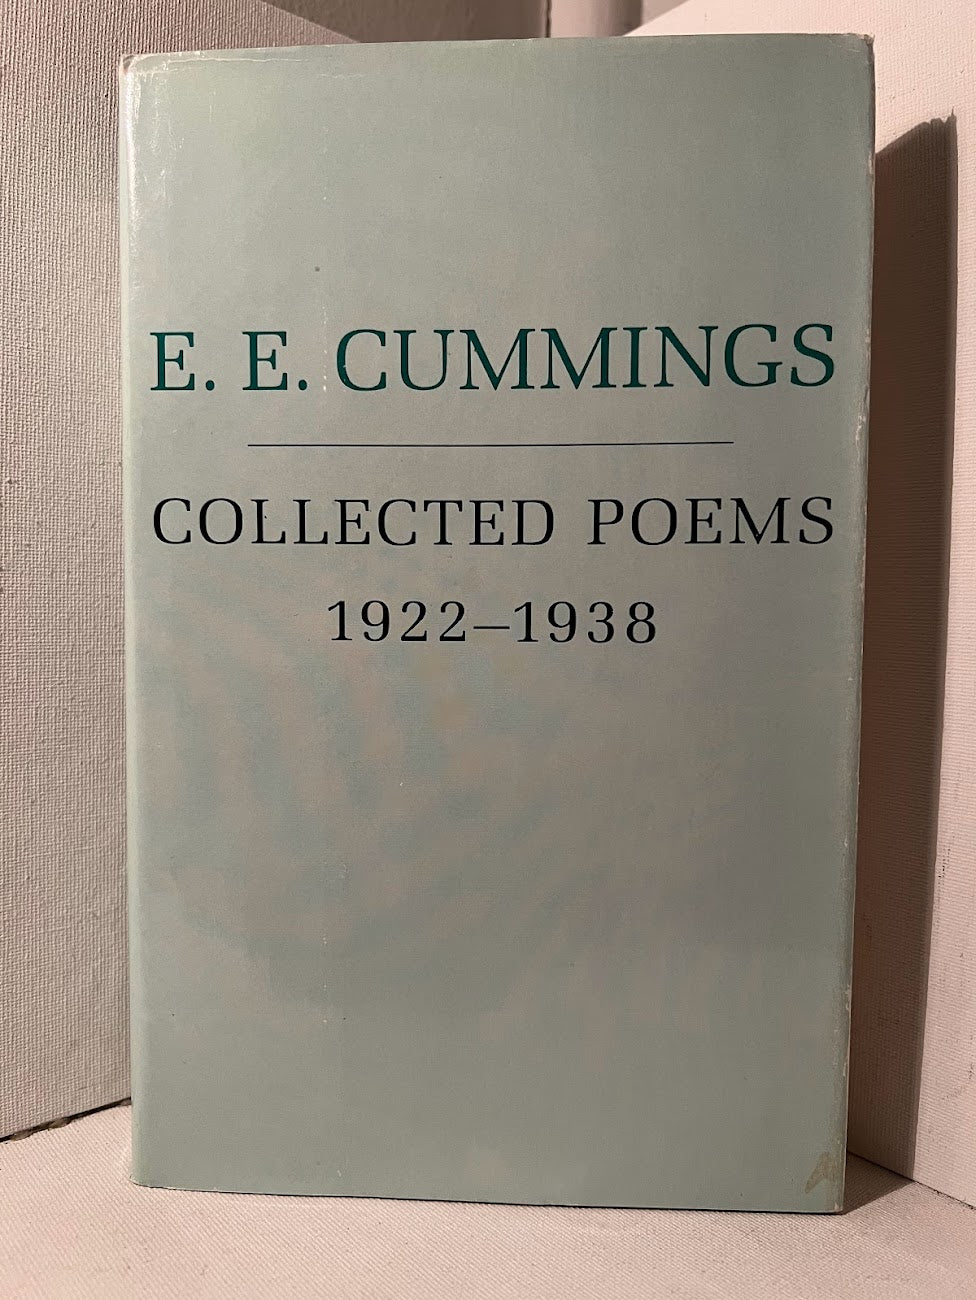 E. E. CUMMINGS
COLLECTED POEMS
1922–1938